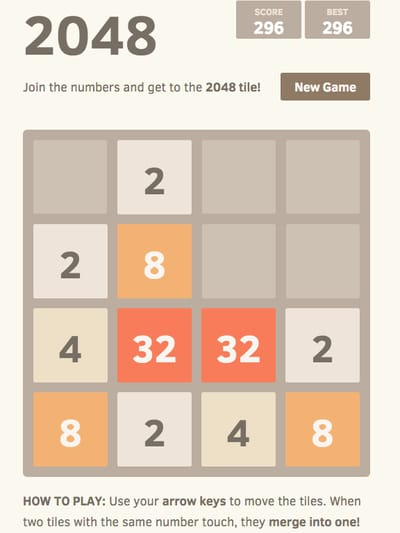 2048
SCORE BEST
296 296
Join the numbers and get to the 2048 tile!
New Game
2
2 8
4 32 32 2
8 2 4 8
HOW TO PLAY: Use your arrow keys to move the tiles. When
two tiles with the same number touch, they merge into one!